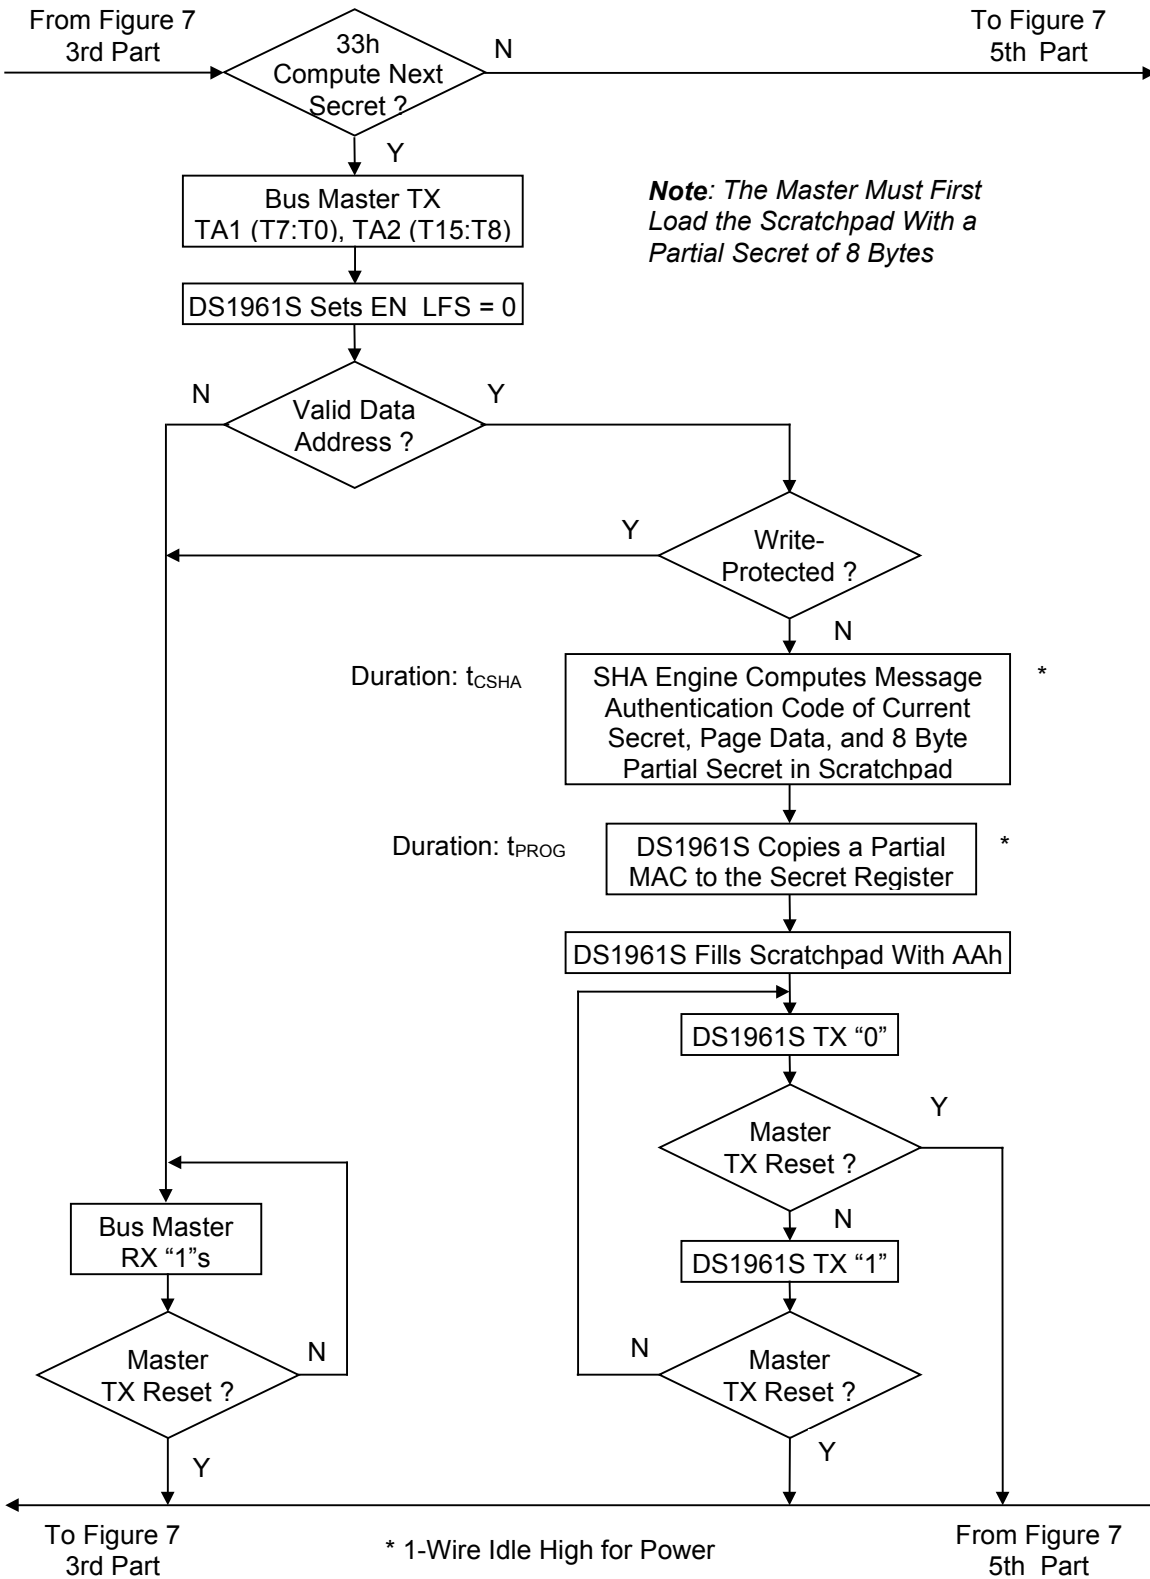 From Figure 7
3rd Part
33h
Compute Next
Secret ?
N
To Figure 7
5th Part
Y
Bus Master TX
TA1 (T7:T0), TA2 (T15:T8)
Note: The Master Must First
Load the Scratchpad With a
Partial Secret of 8 Bytes
DS1961S Sets EN LFS = 0
N
Valid Data
Address ?
Y
Y
Write-
Protected ?
N
Duration: tCSHA
SHA Engine Computes Message
Authentication Code of Current
Secret, Page Data, and 8 Byte
Partial Secret in Scratchpad
*
Duration: tPROG
DS1961S Copies a Partial
MAC to the Secret Register
*
DS1961S Fills Scratchpad With AAh
DS1961S TX “0”
Master
TX Reset ?
Y
N
DS1961S TX “1”
Bus Master
RX “1”s
Master
TX Reset ?
N
Y
N
Master
TX Reset ?
Y
To Figure 7
3rd Part
* 1-Wire Idle High for Power
From Figure 7
5th Part